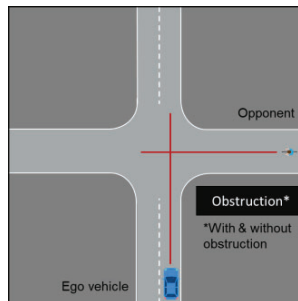 Opponent
Obstruction*
*With & without
obstruction
Ego vehicle